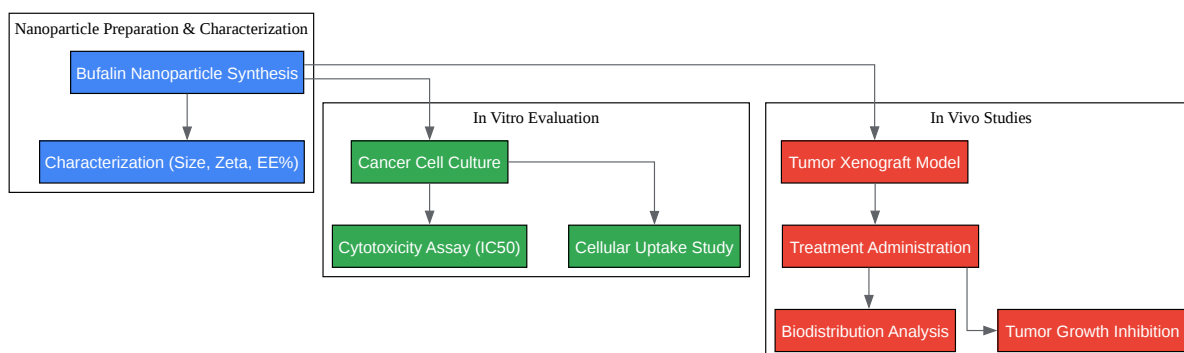 Nanoparticle Preparation & Characterization
Bufalin Nanoparticle Synthesis
Characterization (Size, Zeta, EE%)
In Vitro Evaluation
Cancer Cell Culture
Cytotoxicity Assay (IC50)
Cellular Uptake Study
In Vivo Studies
Tumor Xenograft Model
Treatment Administration
Biodistribution Analysis
Tumor Growth Inhibition